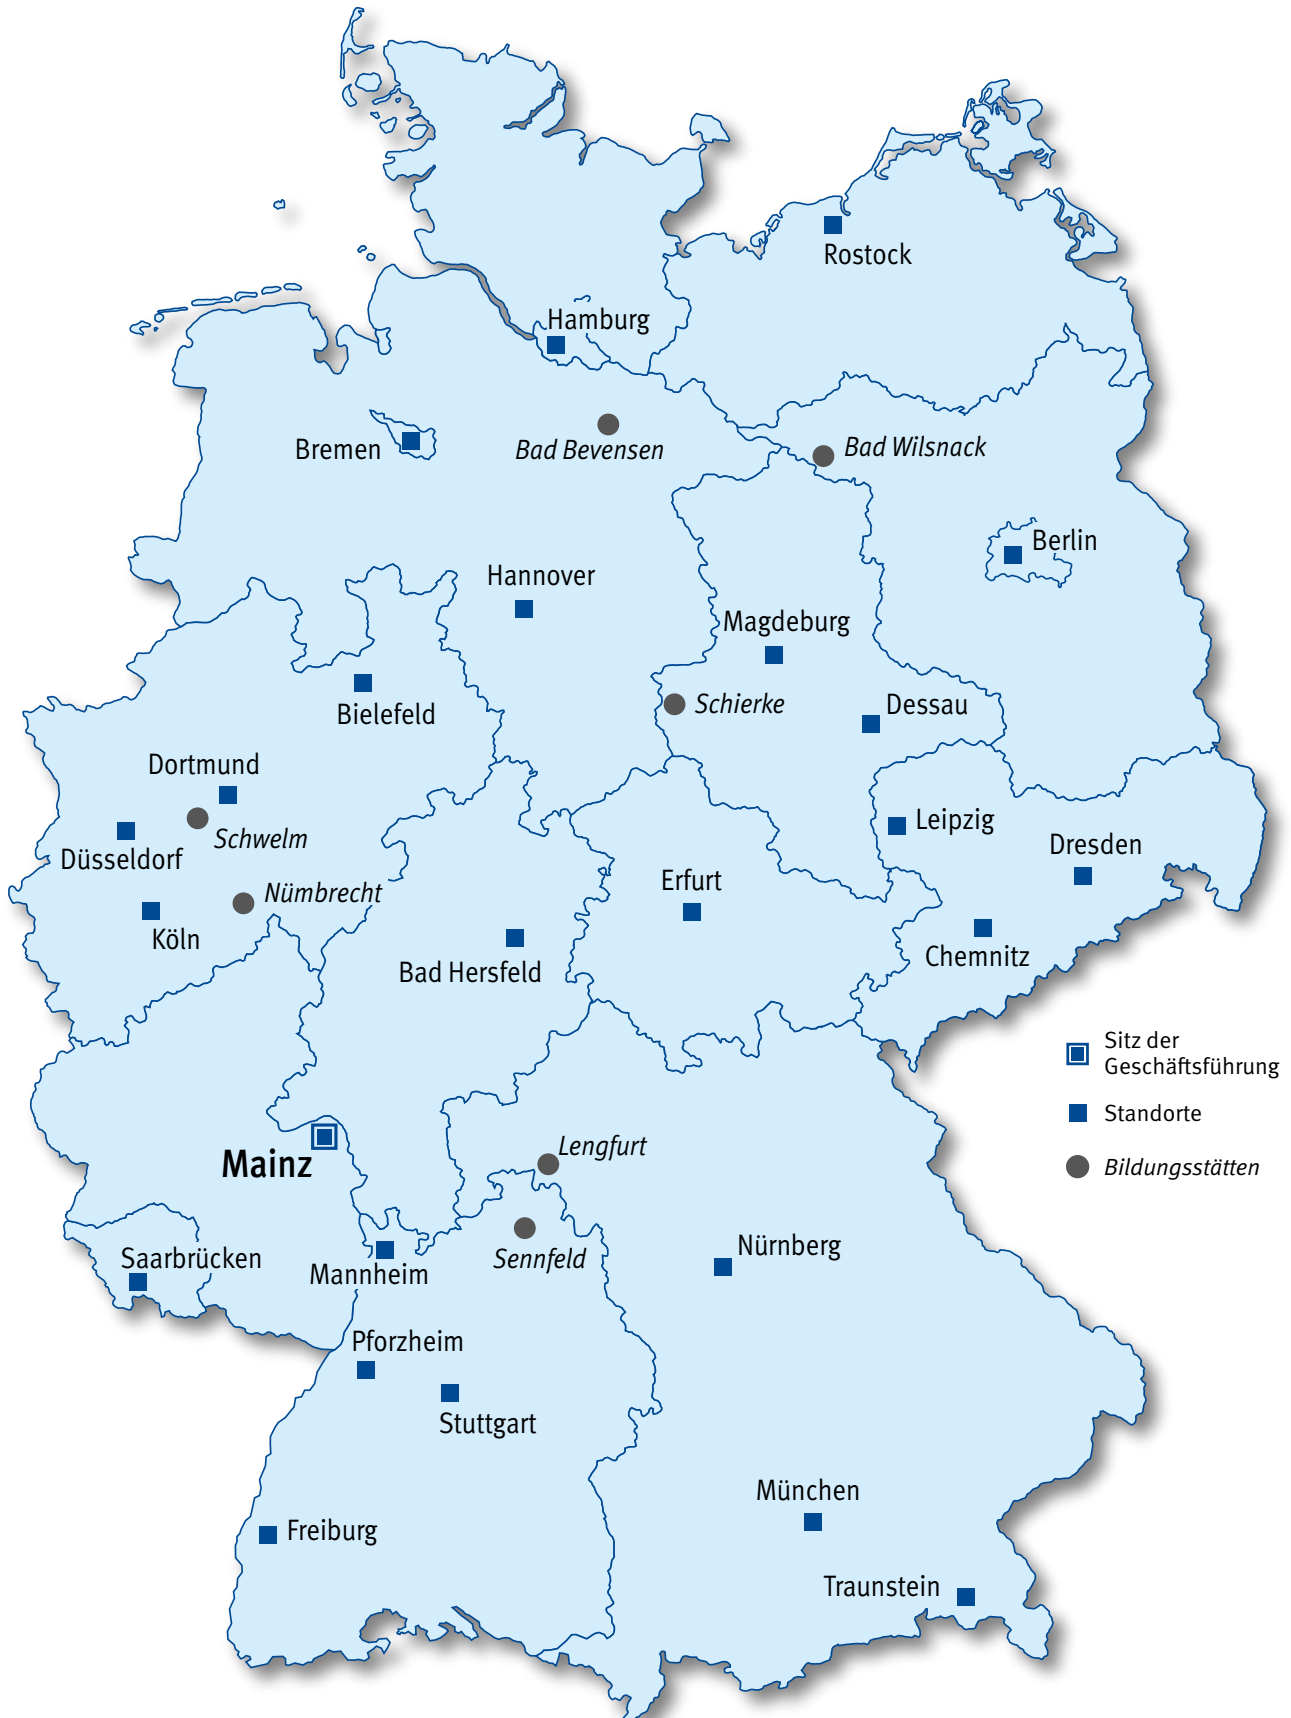 Rostock
Hamburg
Bremen
Bad Bevensen
Bad Wilsnack
Berlin
Hannover
Magdeburg
Schierke
Dessau
Bielefeld
Dortmund
Schwelm
Düsseldorf
Leipzig
Dresden
Erfurt
Nümbrecht
Köln
Bad Hersfeld
Chemnitz
Sitz der
Geschäftsführung
Standorte
Bildungsstätten
Lengfurt
Mainz
Saarbrücken
Mannheim
Sennfeld
Nürnberg
Pforzheim
Stuttgart
München
Freiburg
Traunstein